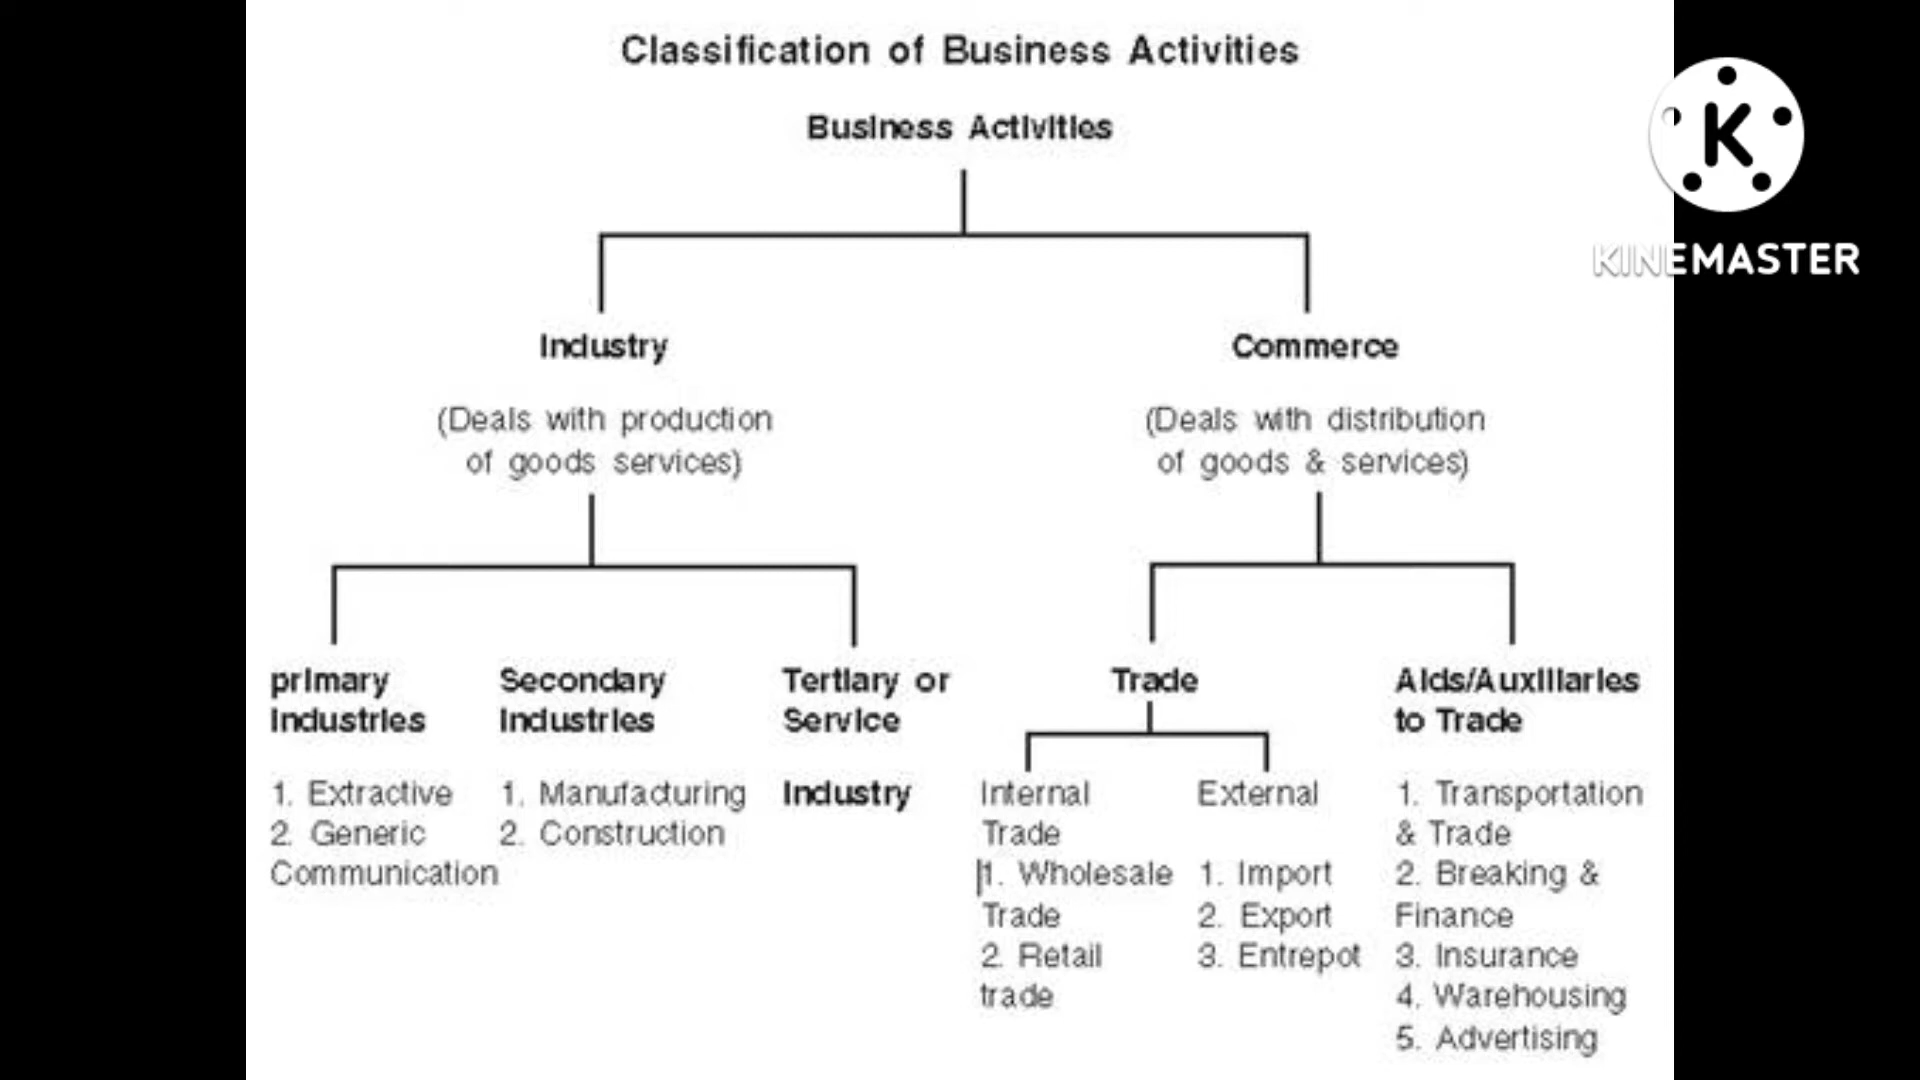 Classification of Business Activities
Business Activities
K
KINEMASTER
Industry
(Deals with production
of goods services)
Commerce
(Deals with distribution
of goods & services)
primary
Industries
1. Extractive
2. Generic
Communication
Secondary
Industries
1. Manufacturing
2. Construction
Tertiary or
Service
Industry
Trade
Internal
Trade
1. Wholesale
Trade
2. Retail
trade
External
1. Import
2. Export
3. Entrepot
Aids/Auxiliaries
to Trade
1. Transportation
& Trade
2. Breaking &
Finance
3. Insurance
4. Warehousing
5. Advertising